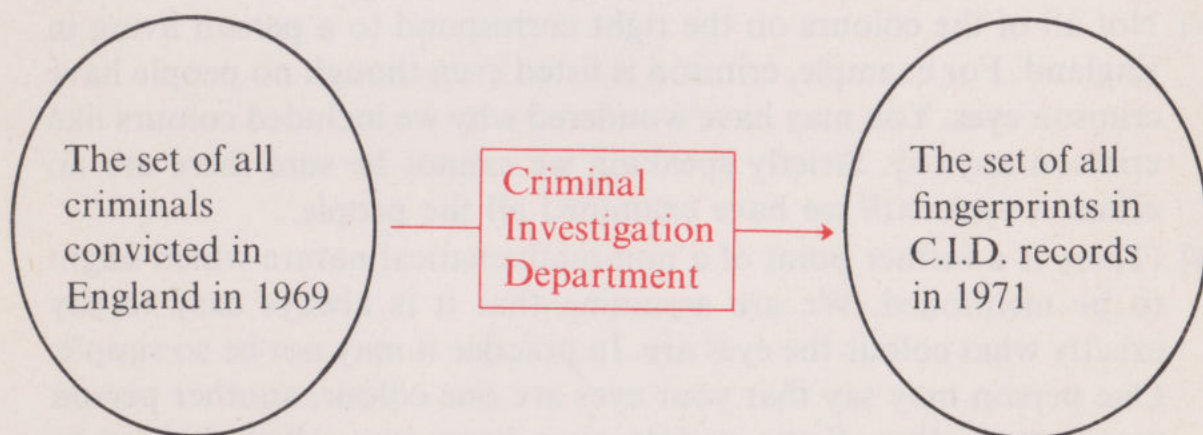 The set of all
criminals
convicted in
England in 1969
Criminal
Investigation
Department
The set of all
fingerprints in
C.I.D. records
in 1971